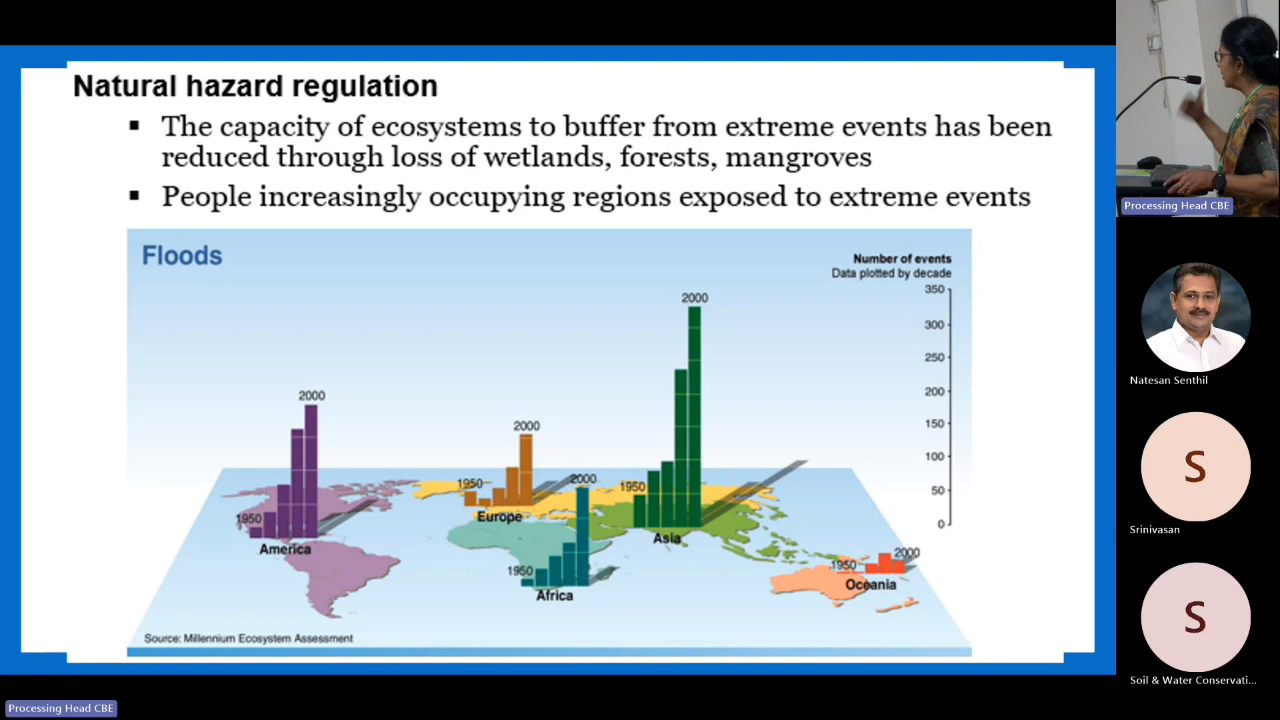 Natural hazard regulation
▪ The capacity of ecosystems to buffer from extreme events has been
reduced through loss of wetlands, forests, mangroves
▪ People increasingly occupying regions exposed to extreme events
Floods
Number of events
Data plotted by decade
350
300
250
200
150
100
50
0
2000
1950
America
2000
1950
Europe
2000
1950
Africa
2000
1950
Asia
2000
1950
Oceania
Source: Millennium Ecosystem Assessment
Processing Head CBE
Natesan Senthil
S
Srinivasan
S
Soil & Water Conservati...
Processing Head CBE